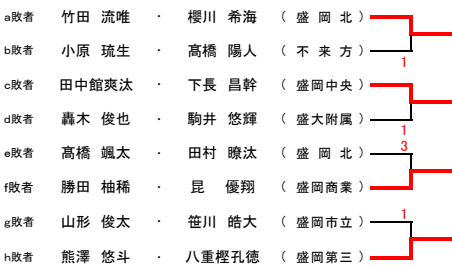 a敗者 竹田 流唯 ・ 櫻川 希海 ( 盛 岡 北 )
b敗者 小原 琉生 ・ 髙橋 陽人 ( 不 来 方 )
1
c敗者 田中館爽汰 ・ 下長 昌幹 ( 盛岡中央 )
d敗者 轟木 俊也 ・ 駒井 悠輝 ( 盛大附属 )
1
e敗者 髙橋 颯太 ・ 田村 瞭汰 ( 盛 岡 北 )
3
f敗者 勝田 柚稀 ・ 昆 優翔 ( 盛岡商業 )
g敗者 山形 俊太 ・ 笹川 皓大 ( 盛岡市立 )
1
h敗者 熊澤 悠斗 ・ 八重樫孔徳 ( 盛岡第三 )